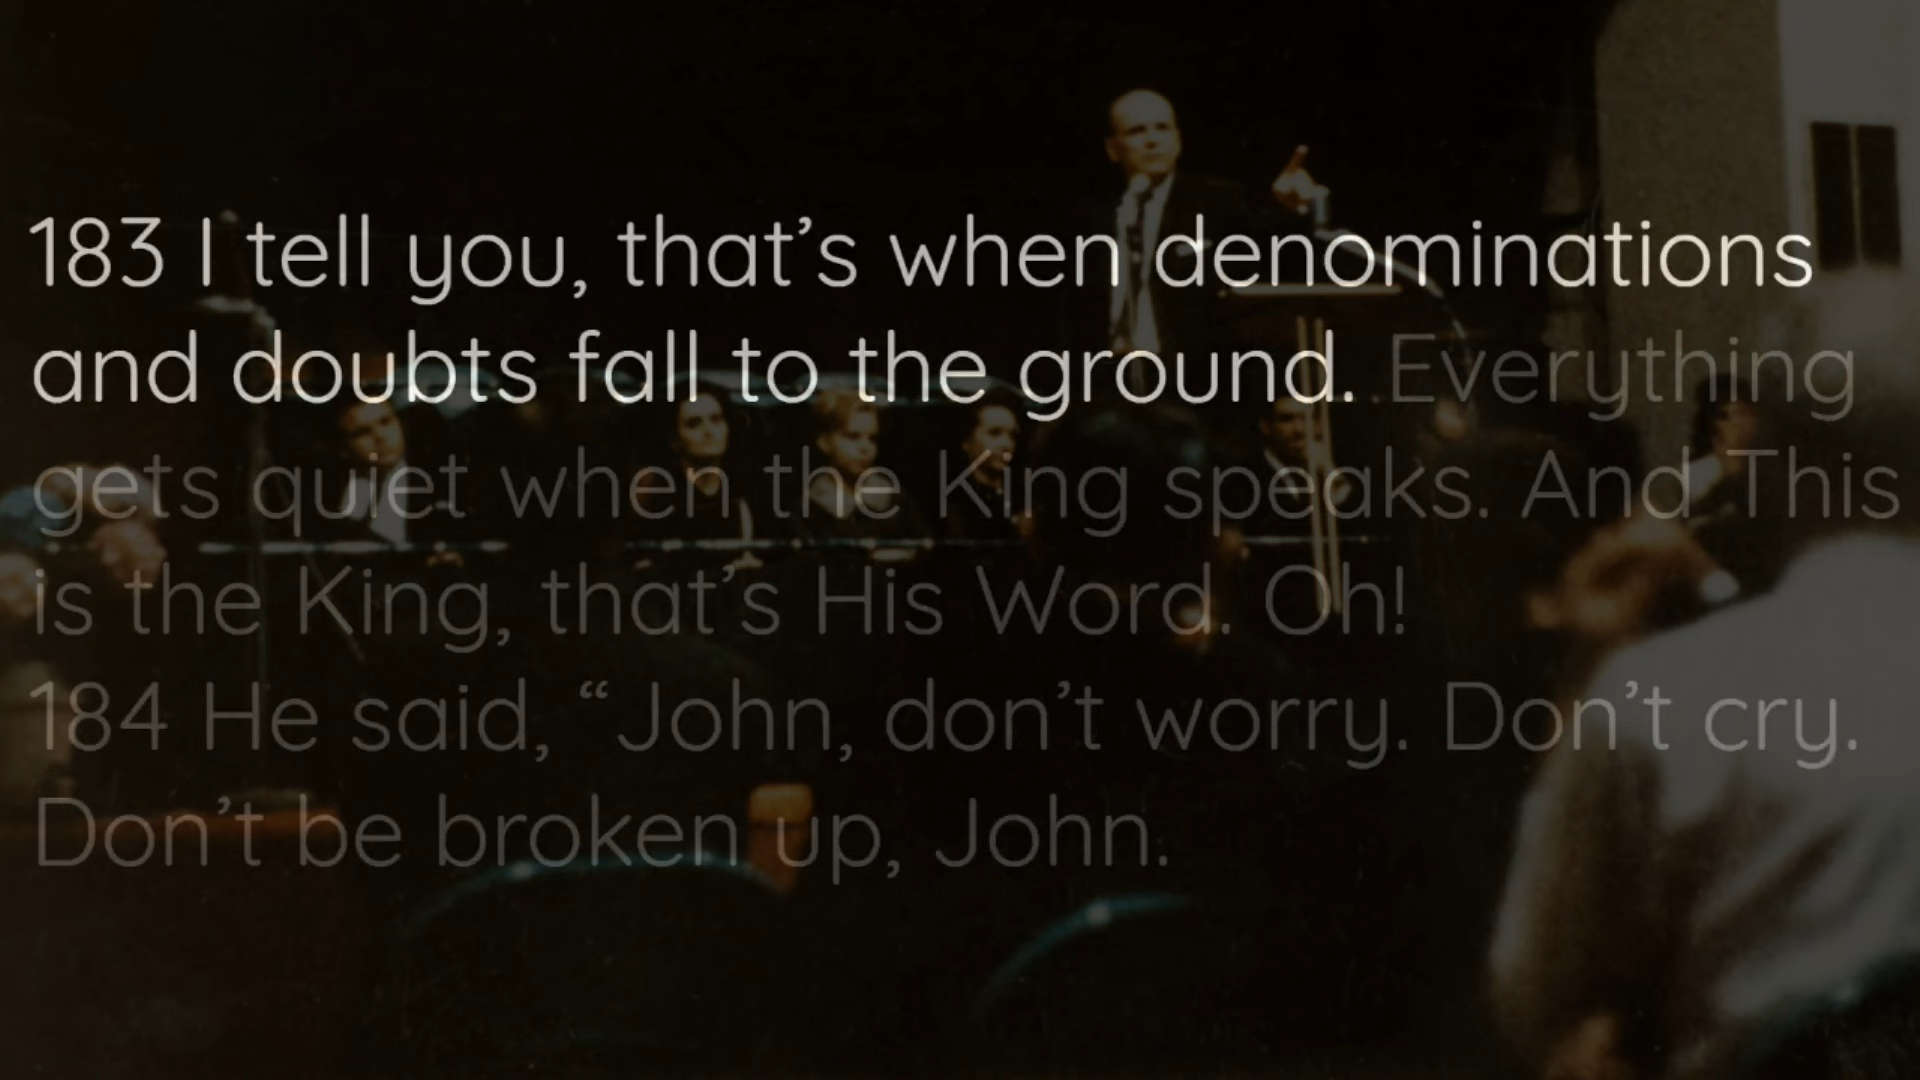 183 I tell you, that’s when denominations
and doubts fall to the ground. Everything
gets quiet when the King speaks. And This
is the King, that’s His Word. Oh!
184 He said, “ John, don’t worry. Don’t cry.
Don’t be broken up, John.